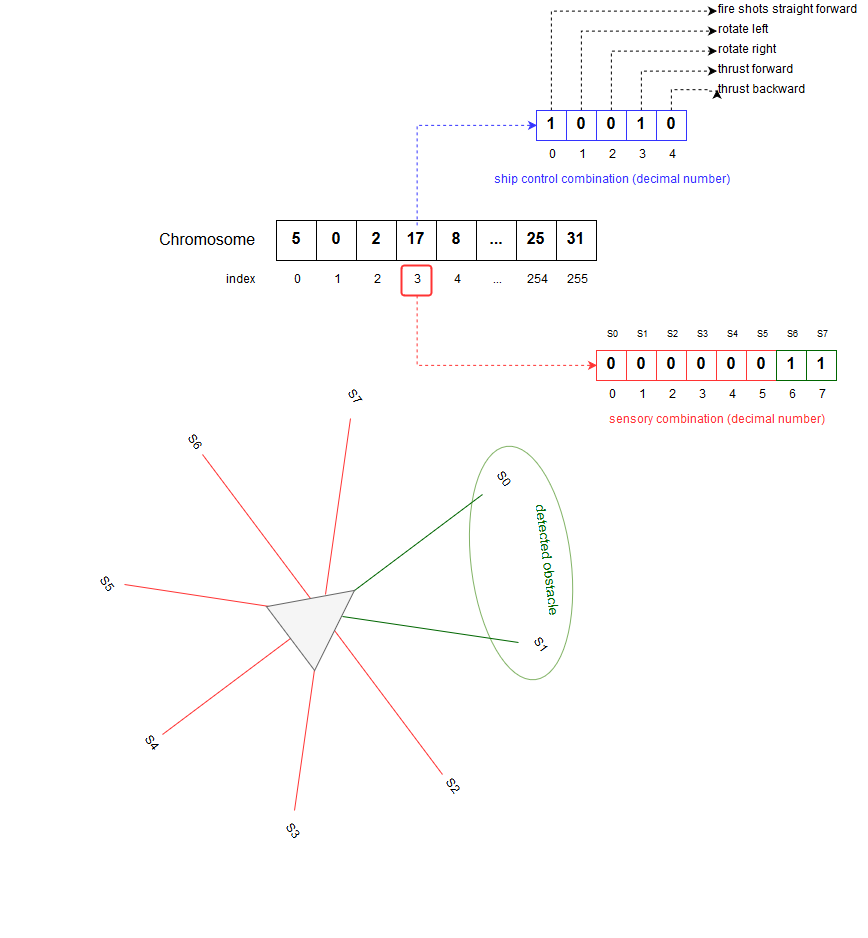 fire shots straight forward
rotate left
rotate right
thrust forward
thrust backward
1 0 0 1 0
0 1 2 3 4
ship control combination (decimal number)
Chromosome 5 0 2 17 8 ... 25 31
index 0 1 2 3 4 ... 254 255
S0 S1 S2 S3 S4 S5 S6 S7
0 0 0 0 0 0 1 1
0 1 2 3 4 5 6 7
sensory combination (decimal number)
S7
S6
S0
detected obstacle
S5
S1
S4
S2
S3